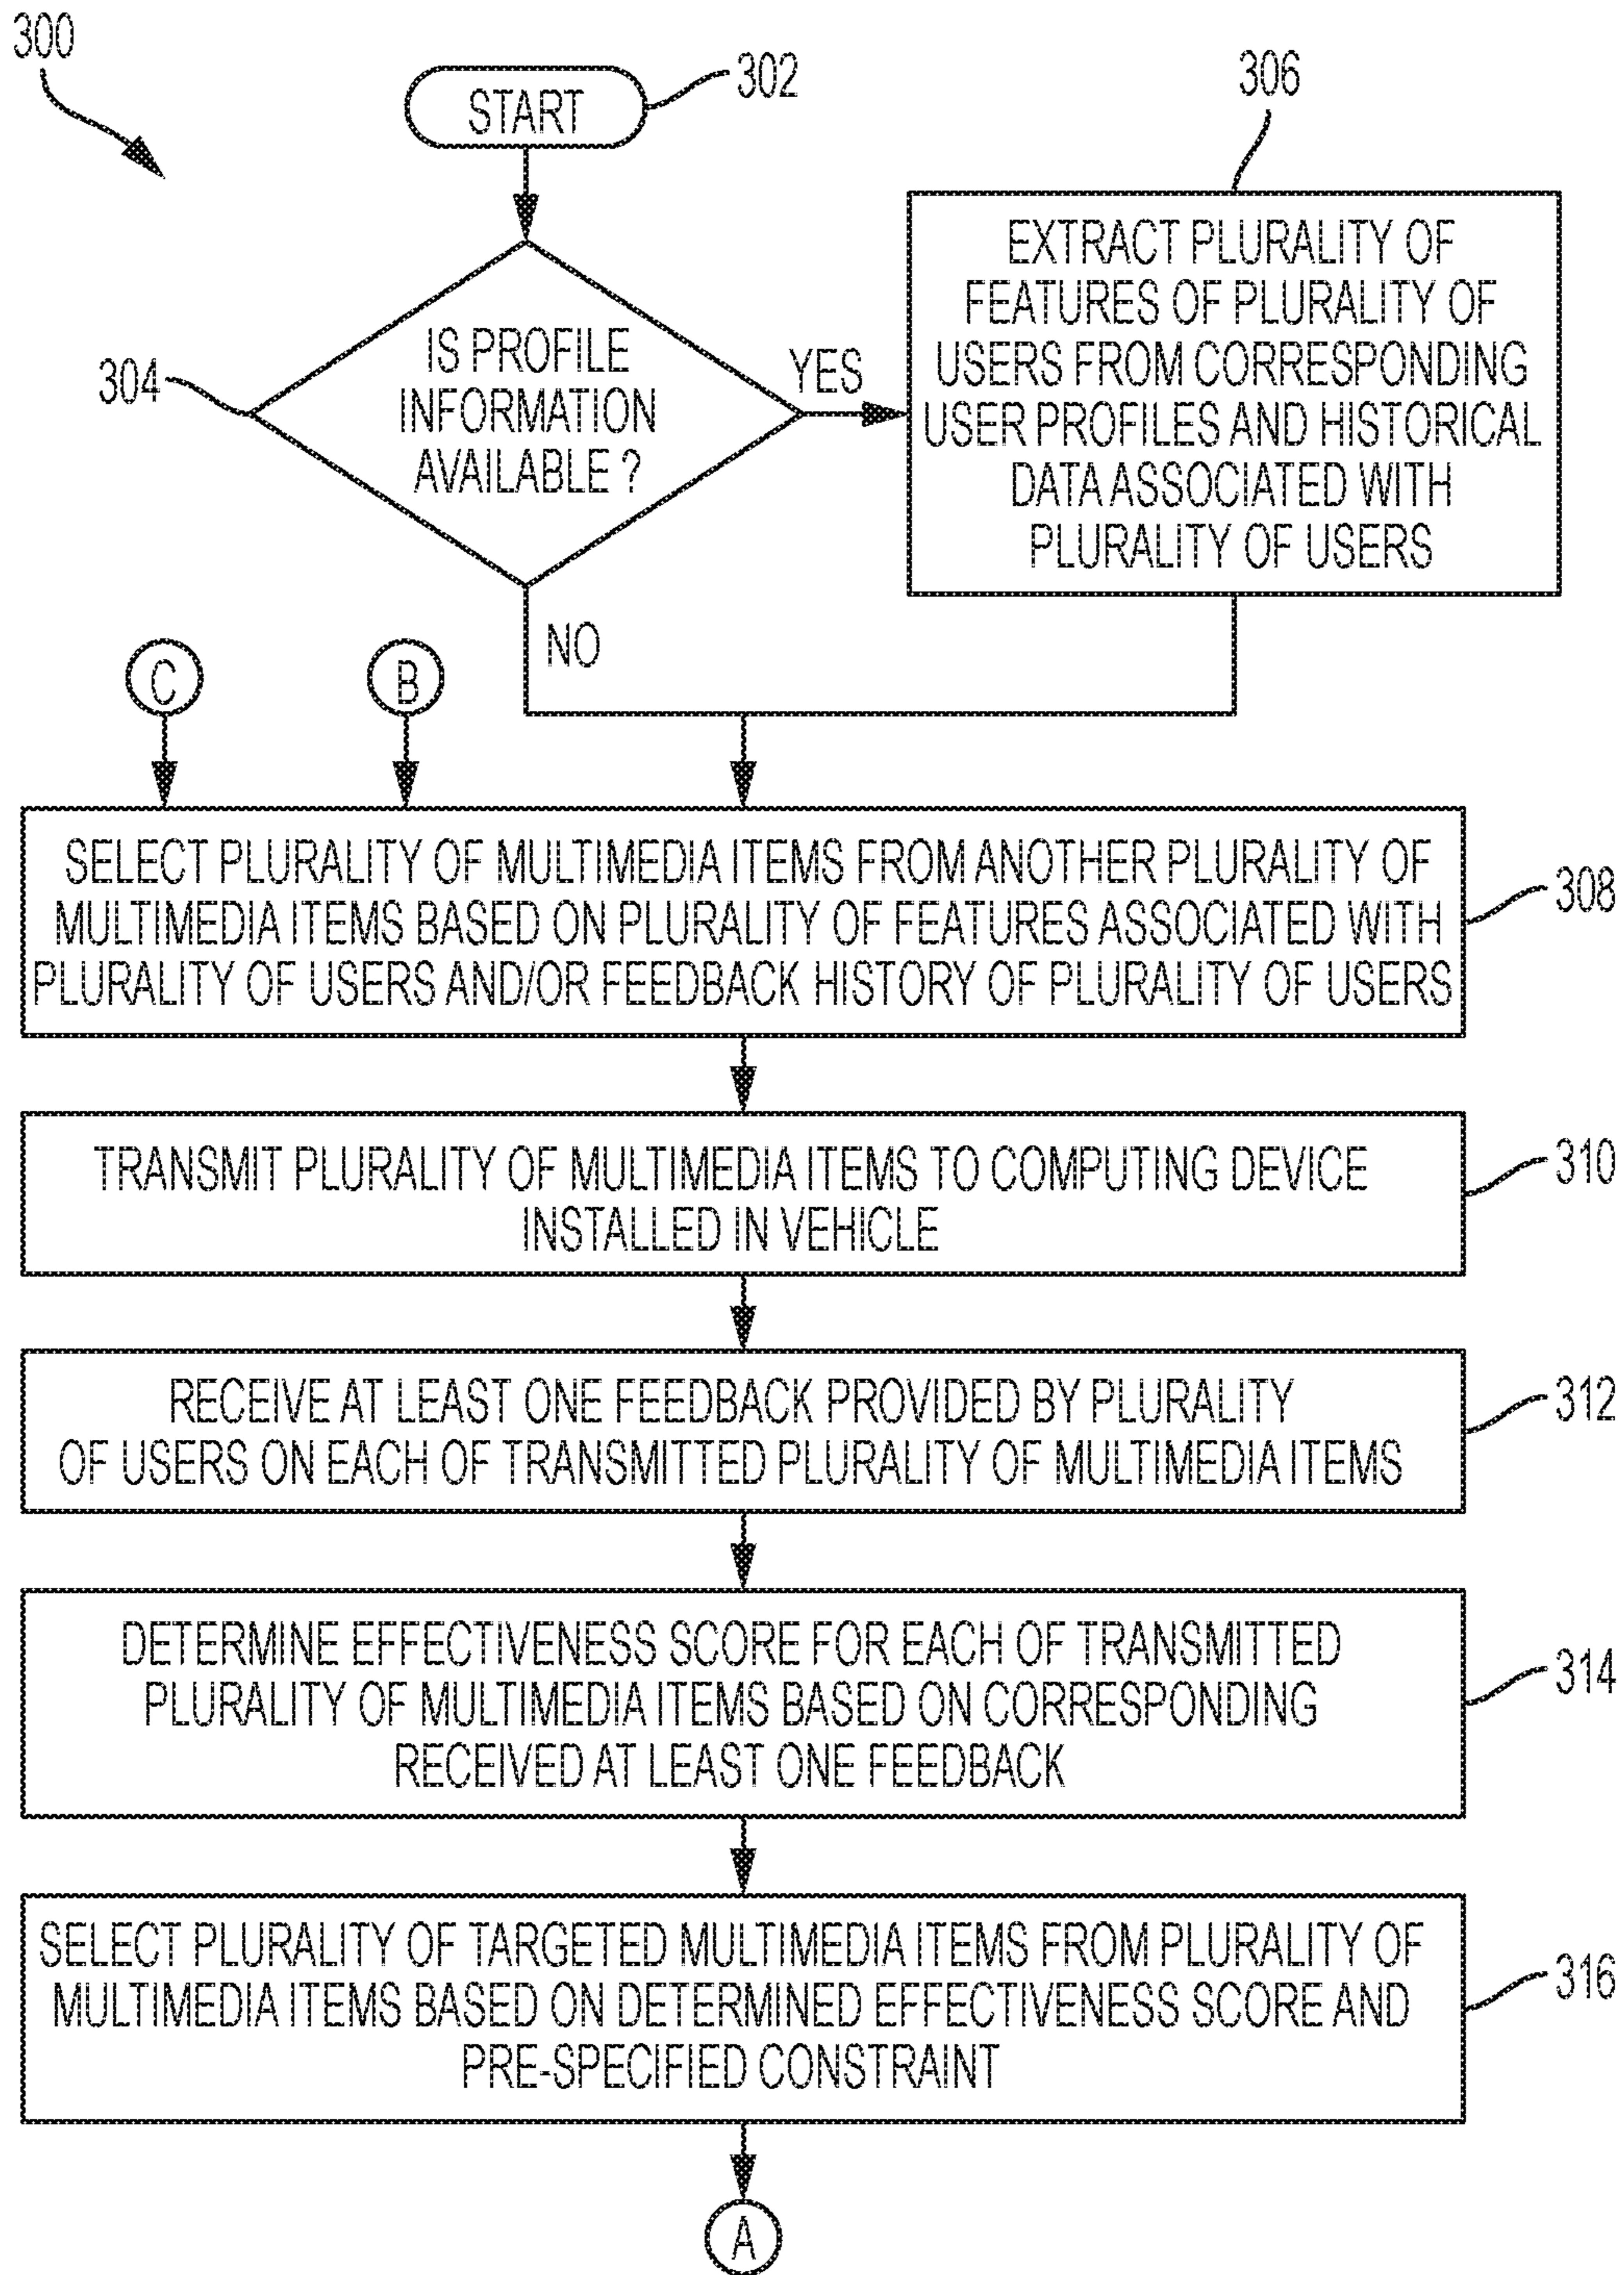 300
START
302
306
EXTRACT PLURALITY OF
FEATURES OF PLURALITY OF
USERS FROM CORRESPONDING
USER PROFILES AND HISTORICAL
DATA ASSOCIATED WITH
PLURALITY OF USERS
304
IS PROFILE
INFORMATION
AVAILABLE ?
YES
NO
C
B
SELECT PLURALITY OF MULTIMEDIA ITEMS FROM ANOTHER PLURALITY OF
MULTIMEDIA ITEMS BASED ON PLURALITY OF FEATURES ASSOCIATED WITH
PLURALITY OF USERS AND/OR FEEDBACK HISTORY OF PLURALITY OF USERS
308
TRANSMIT PLURALITY OF MULTIMEDIA ITEMS TO COMPUTING DEVICE
INSTALLED IN VEHICLE
310
RECEIVE AT LEAST ONE FEEDBACK PROVIDED BY PLURALITY
OF USERS ON EACH OF TRANSMITTED PLURALITY OF MULTIMEDIA ITEMS
312
DETERMINE EFFECTIVENESS SCORE FOR EACH OF TRANSMITTED
PLURALITY OF MULTIMEDIA ITEMS BASED ON CORRESPONDING
RECEIVED AT LEAST ONE FEEDBACK
314
SELECT PLURALITY OF TARGETED MULTIMEDIA ITEMS FROM PLURALITY OF
MULTIMEDIA ITEMS BASED ON DETERMINED EFFECTIVENESS SCORE AND
PRE-SPECIFIED CONSTRAINT
316
A